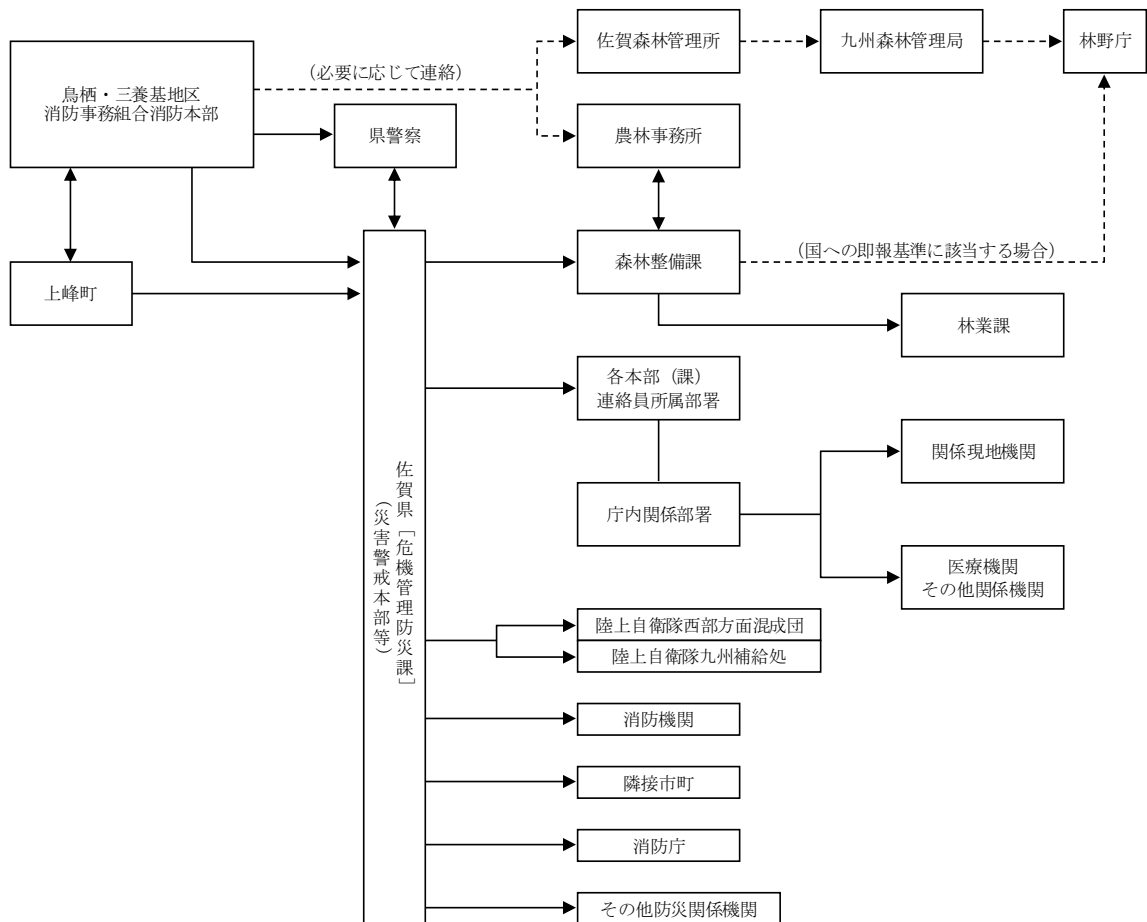 佐賀森林管理所
九州森林管理局
林野庁
(必要に応じて連絡)
鳥栖・三養基地区
消防事務組合消防本部
県警察
農林事務所
森林整備課
(国への即報基準に該当する場合)
上峰町
林業課
各本部(課)
連絡員所属部署
関係現地機関
佐賀県[危機管理防災課]
(災害警戒本部等)
庁内関係部署
医療機関
その他関係機関
陸上自衛隊西部方面混成団
陸上自衛隊九州補給処
消防機関
隣接市町
消防庁
その他防災関係機関